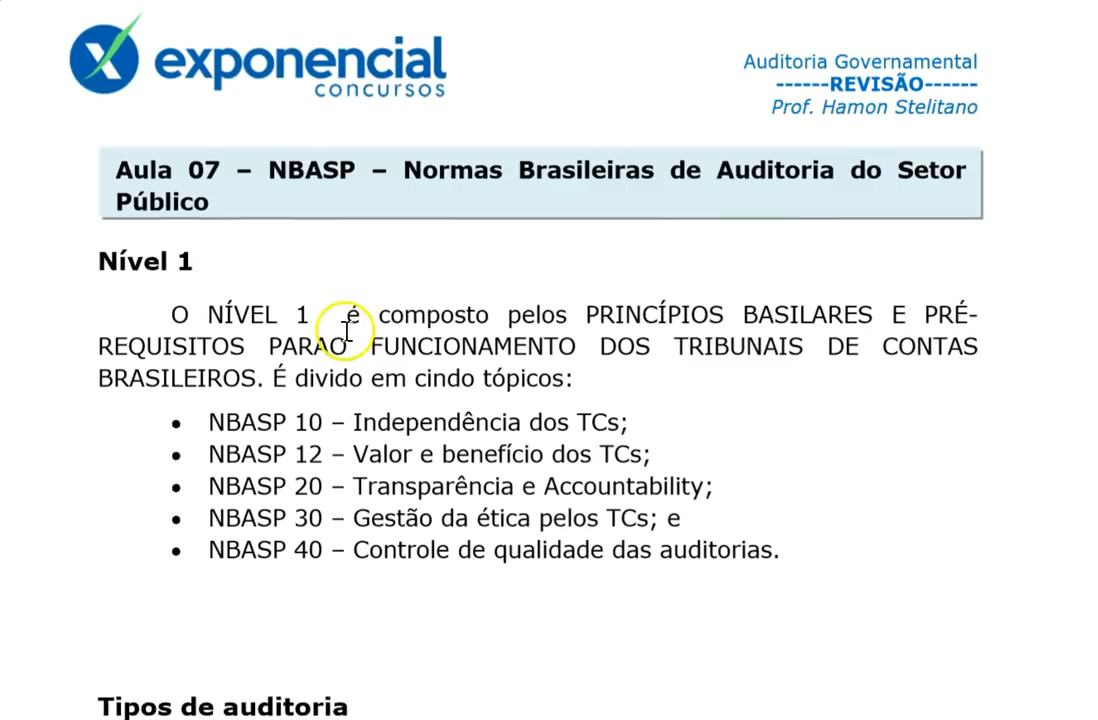 exponencial
concursos
Auditoria Governamental
------REVISÃO------
Prof. Hamon Stelitano
Aula 07 – NBASP – Normas Brasileiras de Auditoria do Setor
Público
Nível 1
O NÍVEL 1 é composto pelos PRINCÍPIOS BASILARES E PRÉ-
REQUISITOS PARAO FUNCIONAMENTO DOS TRIBUNAIS DE CONTAS
BRASILEIROS. É divido em cindo tópicos:
• NBASP 10 – Independência dos TCs;
• NBASP 12 – Valor e benefício dos TCs;
• NBASP 20 – Transparência e Accountability;
• NBASP 30 – Gestão da ética pelos TCs; e
• NBASP 40 – Controle de qualidade das auditorias.
Tipos de auditoria